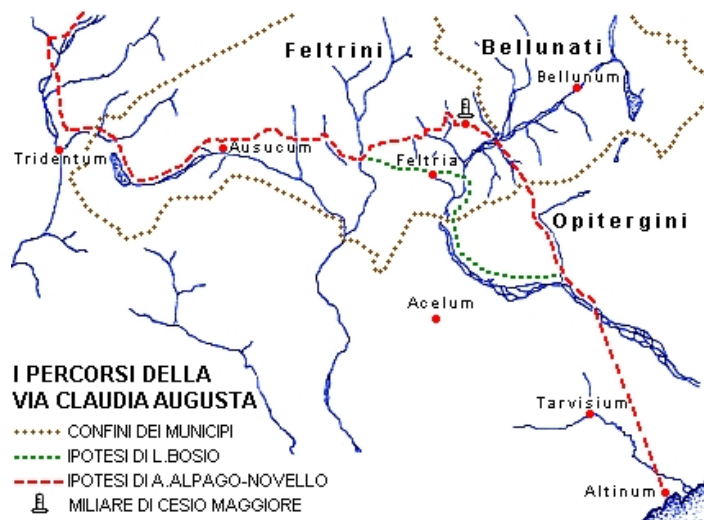 Feltrini
Bellunati
Bellunum
Tridentum
Ausucum
Feltria
Opitergini
Acelum
I PERCORSI DELLA
VIA CLAUDIA AUGUSTA
CONFINI DEI MUNICIPI
IPOTESI DI L.BOSIO
IPOTESI DI A.ALPAGO-NOVELLO
MILIARE DI CESIO MAGGIORE
Tarvisium
Altinum